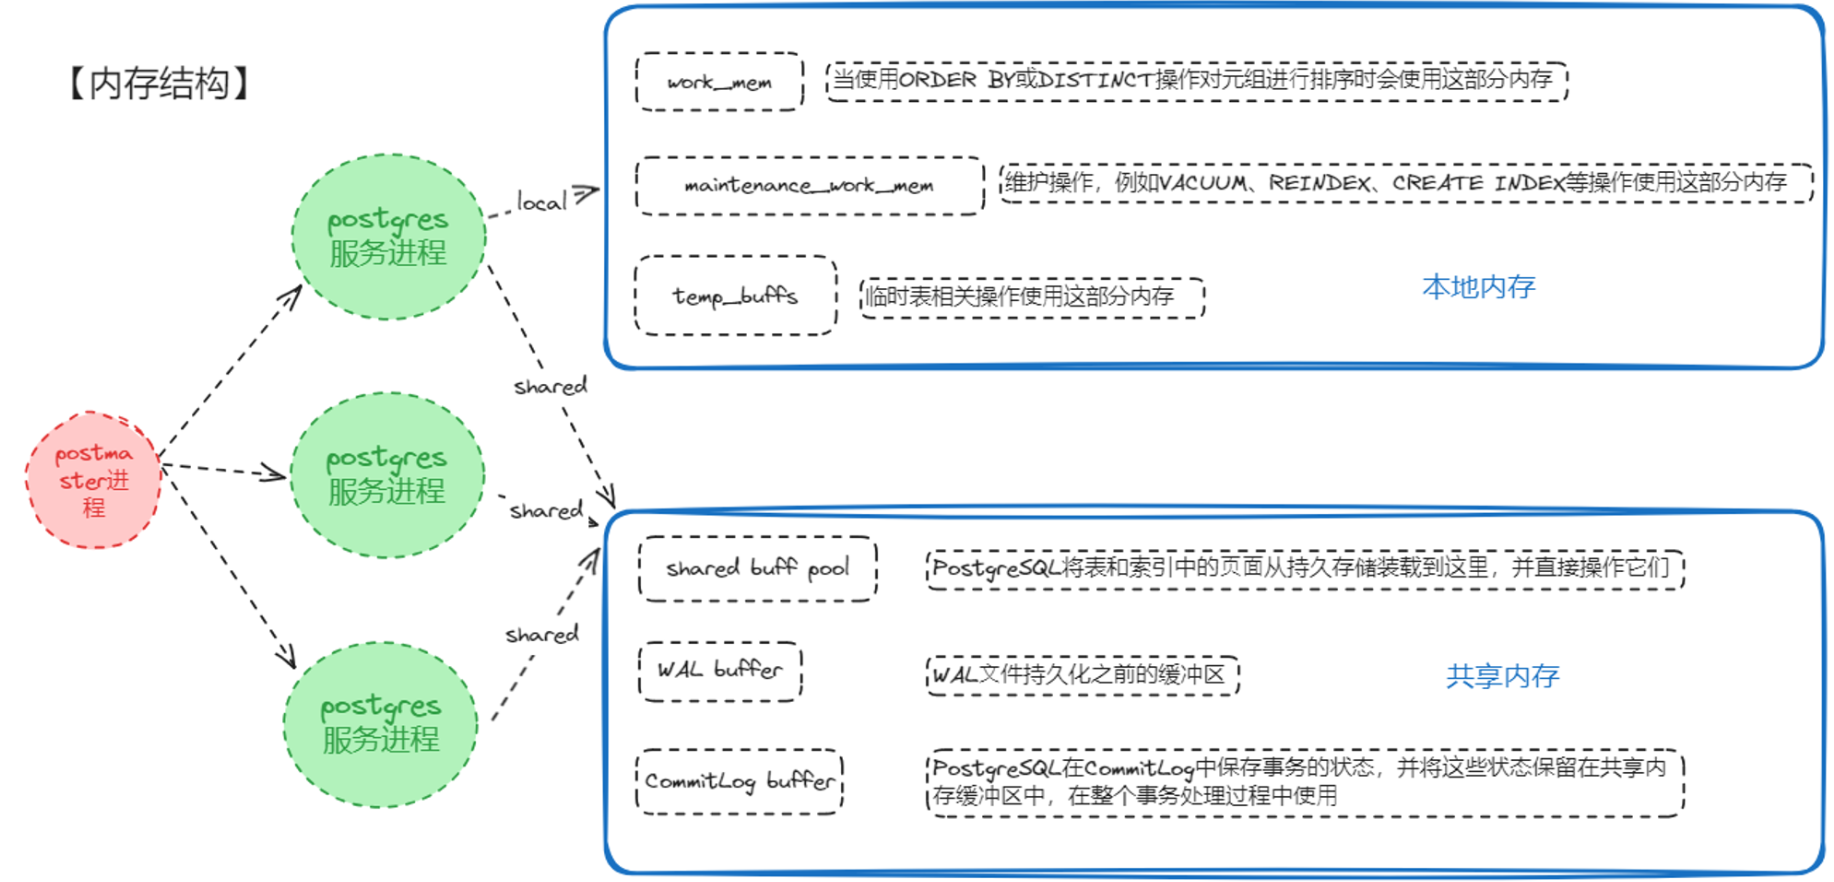 【内存结构】
work_mem
当使用ORDER BY或DISTINCT操作对元组进行排序时会使用这部分内存
maintenance_work_mem
维护操作，例如VACUUM、REINDEX、CREATE INDEX等操作使用这部分内存
temp_buffs
临时表相关操作使用这部分内存
本地内存
postgres
服务进程
local
shared
postma
ster进
程
postgres
服务进程
shared
postgres
服务进程
shared
shared buff pool
PostgreSQL将表和索引中的页面从持久存储装载到这里，并直接操作它们
WAL buffer
WAL文件持久化之前的缓冲区
共享内存
CommitLog buffer
PostgreSQL在CommitLog中保存事务的状态，并将这些状态保留在共享内
存缓冲区中，在整个事务处理过程中使用